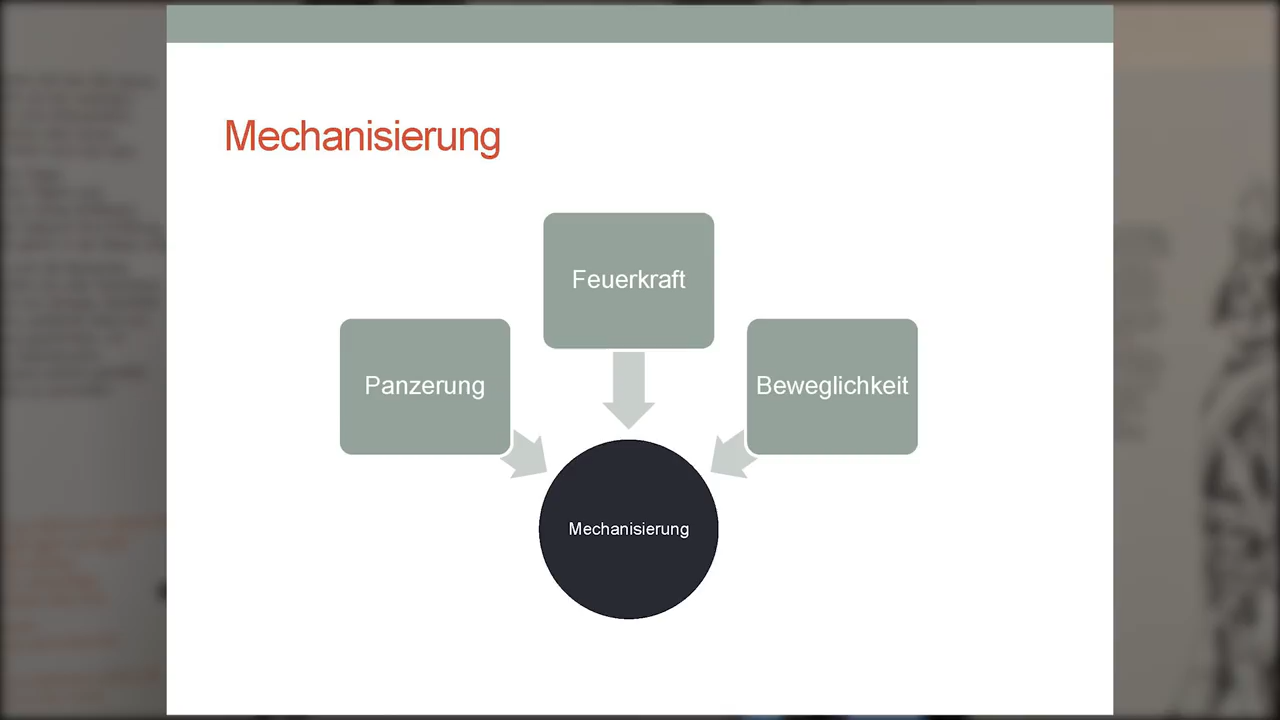 Mechanisierung
Feuerkraft
Panzerung
Beweglichkeit
Mechanisierung